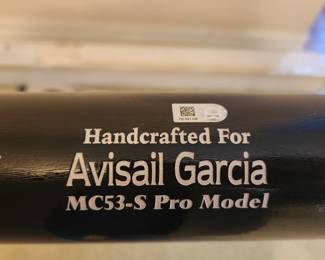 Handcrafted For
Avisail Garcia
MC53-S Pro Model